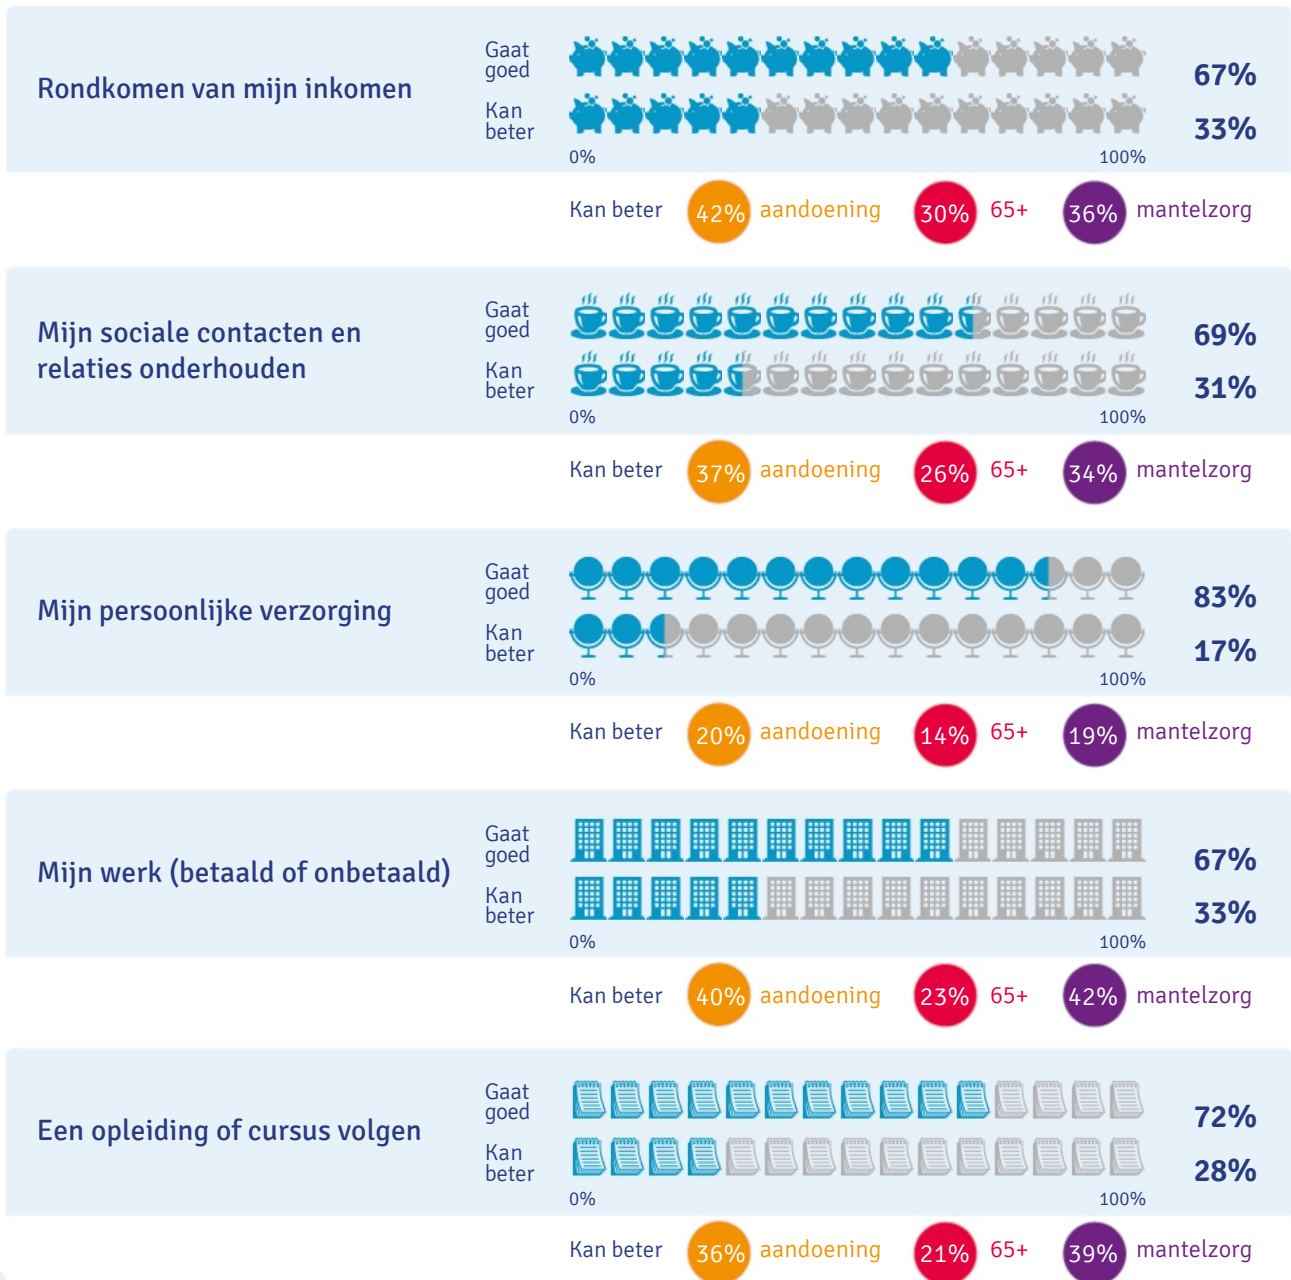 Rondkomen van mijn inkomen
Gaat
goed
67%
Kan
beter
33%
0% 100%
Kan beter 42% aandoening 30% 65+ 36% mantelzorg
Mijn sociale contacten en
relaties onderhouden
Gaat
goed
69%
Kan
beter
31%
0% 100%
Kan beter 37% aandoening 26% 65+ 34% mantelzorg
Mijn persoonlijke verzorging
Gaat
goed
83%
Kan
beter
17%
0% 100%
Kan beter 20% aandoening 14% 65+ 19% mantelzorg
Mijn werk (betaald of onbetaald)
Gaat
goed
67%
Kan
beter
33%
0% 100%
Kan beter 40% aandoening 23% 65+ 42% mantelzorg
Een opleiding of cursus volgen
Gaat
goed
72%
Kan
beter
28%
0% 100%
Kan beter 36% aandoening 21% 65+ 39% mantelzorg